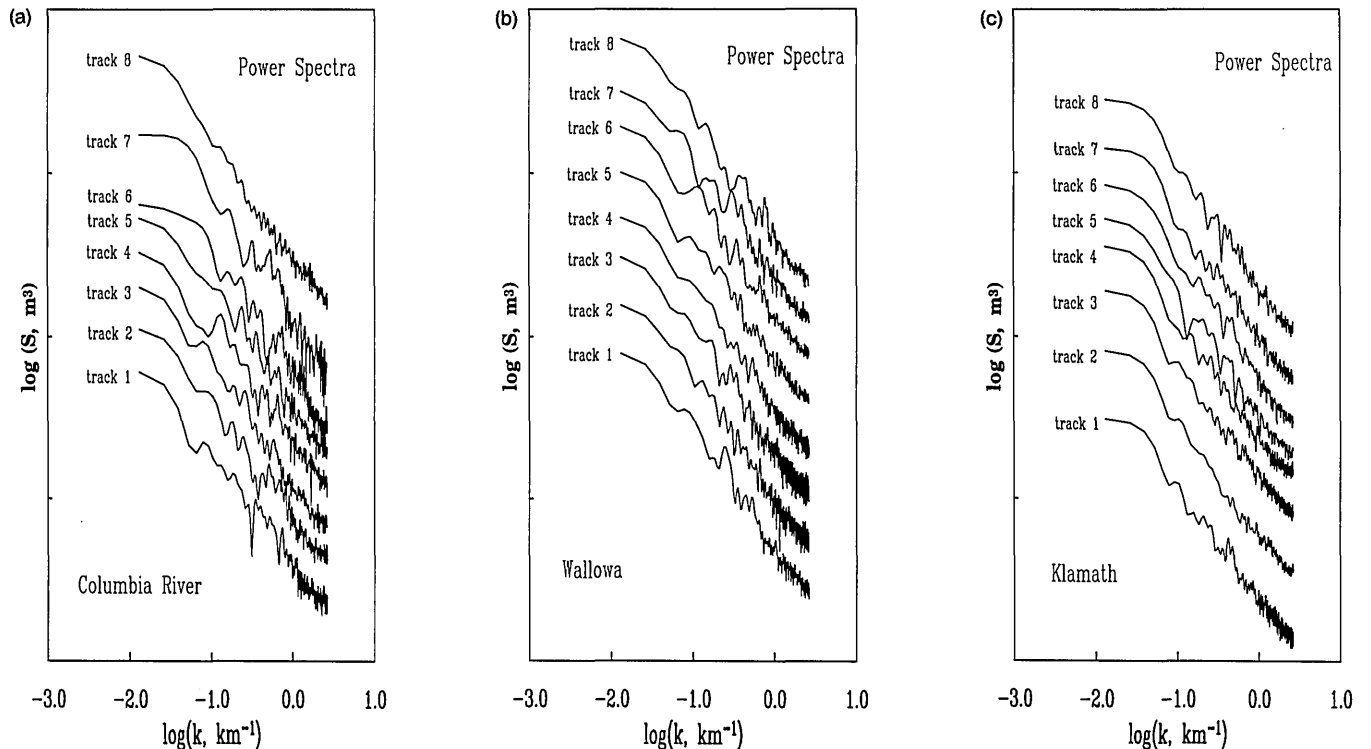 (a)
Power Spectra
track 8
track 7
track 6
track 5
track 4
track 3
track 2
track 1
Columbia River
log (S, m³)
-3.0 -2.0 -1.0 0.0 1.0
log(k, km⁻¹)
(b)
Power Spectra
track 8
track 7
track 6
track 5
track 4
track 3
track 2
track 1
Wallowa
log (S, m³)
-3.0 -2.0 -1.0 0.0 1.0
log(k, km⁻¹)
(c)
Power Spectra
track 8
track 7
track 6
track 5
track 4
track 3
track 2
track 1
Klamath
log (S, m³)
-3.0 -2.0 -1.0 0.0 1.0
log(k, km⁻¹)